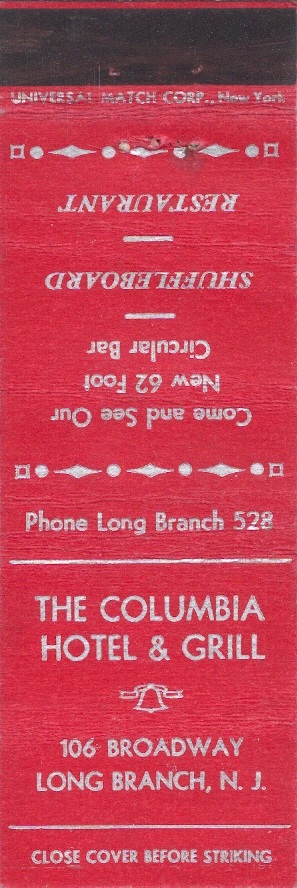 UNIVERSAL MATCH CORP., New York
Come and See Our
New 62 Foot
Circular Bar
SHUFFLEBOARD
RESTAURANT
Phone Long Branch 528
THE COLUMBIA
HOTEL & GRILL
106 BROADWAY
LONG BRANCH, N. J.
CLOSE COVER BEFORE STRIKING